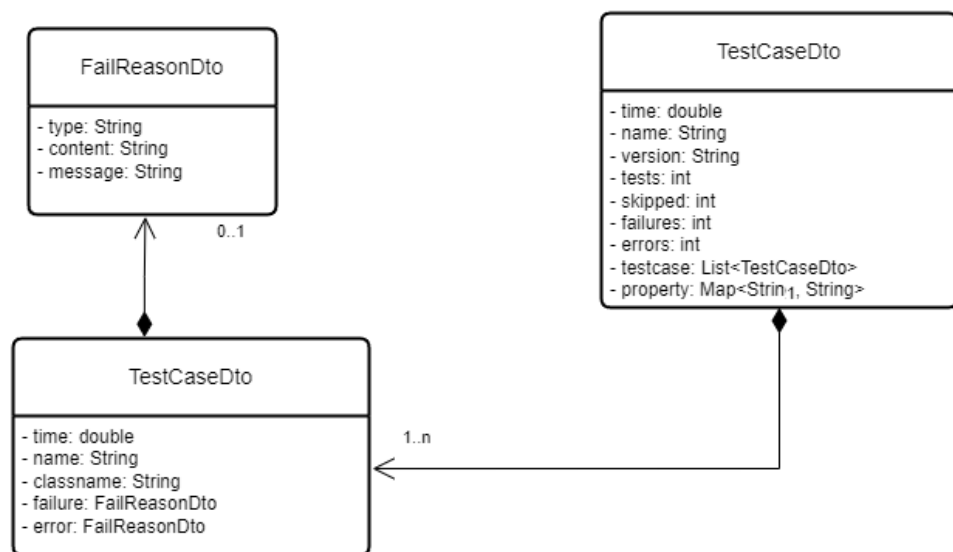 FailReasonDto
- type: String
- content: String
- message: String
0..1
TestCaseDto
- time: double
- name: String
- version: String
- tests: int
- skipped: int
- failures: int
- errors: int
- testcase: List<TestCaseDto>
- property: Map<Strin1, String>
TestCaseDto
- time: double
- name: String
- classname: String
- failure: FailReasonDto
- error: FailReasonDto
1..n